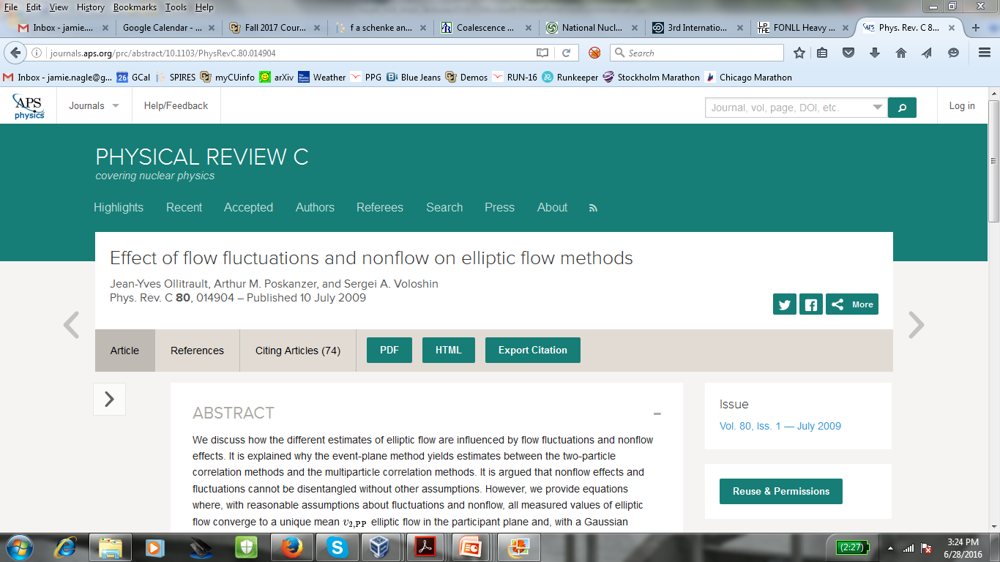 File Edit View History Bookmarks Tools Help
Inbox - jamie.... Google Calendar - ... Fall 2017 Cour... f a schenke an... Coalescence ... National Nucl... 3rd Internatio... FONLL Heavy ... Phys. Rev. C 8...
journals.aps.org/prc/abstract/10.1103/PhysRevC.80.014904 Search
Inbox - jamie.nagle@g... 26 GCal SPIRES myCUinfo arXiv Weather PPG Blue Jeans Demos RUN-16 Runkeeper Stockholm Marathon Chicago Marathon
APS physics Journals Help/Feedback Journal, vol, page, DOI, etc. Log in
PHYSICAL REVIEW C
covering nuclear physics
Highlights Recent Accepted Authors Referees Search Press About
Effect of flow fluctuations and nonflow on elliptic flow methods
Jean-Yves Ollitrault, Arthur M. Poskanzer, and Sergei A. Voloshin
Phys. Rev. C 80, 014904 – Published 10 July 2009
More
Article References Citing Articles (74) PDF HTML Export Citation
ABSTRACT
We discuss how the different estimates of elliptic flow are influenced by flow fluctuations and nonflow
effects. It is explained why the event-plane method yields estimates between the two-particle
correlation methods and the multiparticle correlation methods. It is argued that nonflow effects and
fluctuations cannot be disentangled without other assumptions. However, we provide equations
where, with reasonable assumptions about fluctuations and nonflow, all measured values of elliptic
flow converge to a unique mean v2,PP elliptic flow in the participant plane and, with a Gaussian
Issue
Vol. 80, Iss. 1 — July 2009
Reuse & Permissions
(2:27)
3:24 PM
6/28/2016